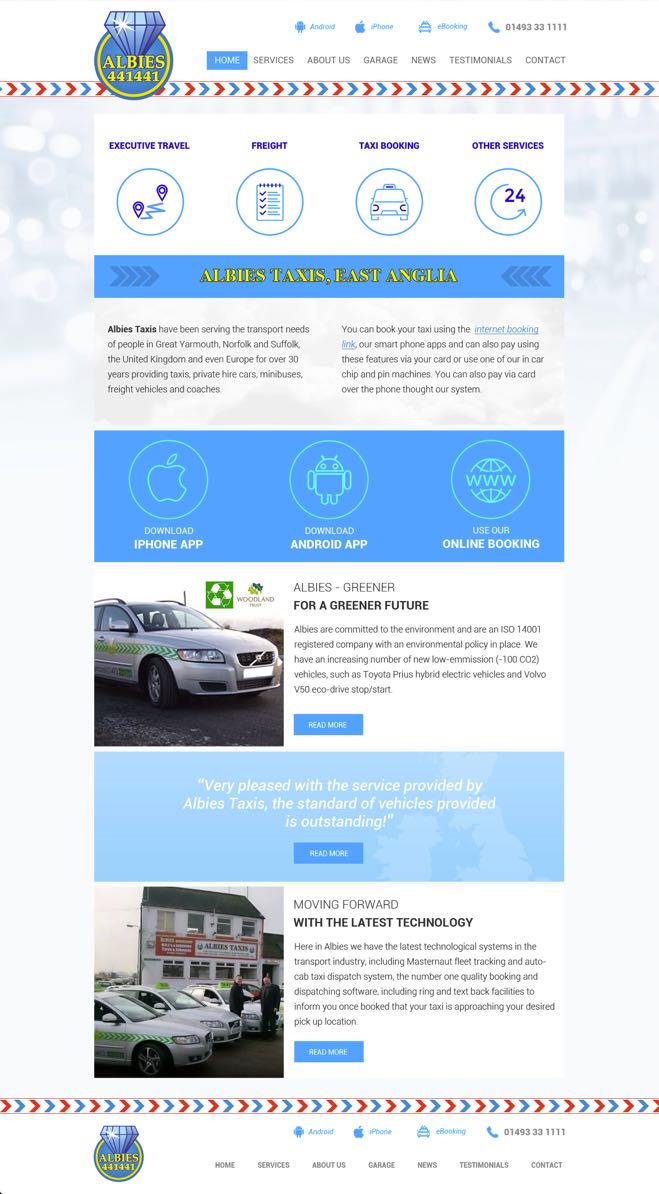 Android iPhone eBooking 01493 33 1111
ALBIES
441441
HOME SERVICES ABOUT US GARAGE NEWS TESTIMONIALS CONTACT
EXECUTIVE TRAVEL FREIGHT TAXI BOOKING OTHER SERVICES
24
ALBIES TAXIS, EAST ANGLIA
Albies Taxis have been serving the transport needs
of people in Great Yarmouth, Norfolk and Suffolk,
the United Kingdom and even Europe for over 30
years providing taxis, private hire cars, minibuses,
freight vehicles and coaches.
You can book your taxi using the internet booking
link, our smart phone apps and can also pay using
these features via your card or use one of our in car
chip and pin machines. You can also pay via card
over the phone thought our system.
WWW
DOWNLOAD
IPHONE APP
DOWNLOAD
ANDROID APP
USE OUR
ONLINE BOOKING
WOODLAND
TRUST
ALBIES - GREENER
FOR A GREENER FUTURE
Albies are committed to the environment and are an ISO 14001
registered company with an environmental policy in place. We
have an increasing number of new low-emmission (-100 CO2)
vehicles, such as Toyota Prius hybrid electric vehicles and Volvo
V50 eco-drive stop/start.
READ MORE
“Very pleased with the service provided by
Albies Taxis, the standard of vehicles provided
is outstanding!”
READ MORE
ALBIES TAXIS
MOVING FORWARD
WITH THE LATEST TECHNOLOGY
Here in Albies we have the latest technological systems in the
transport industry, including Masternaut fleet tracking and auto-
cab taxi dispatch system, the number one quality booking and
dispatching software, including ring and text back facilities to
inform you once booked that your taxi is approaching your desired
pick up location.
READ MORE
ALBIES
441441
Android iPhone eBooking 01493 33 1111
HOME SERVICES ABOUT US GARAGE NEWS TESTIMONIALS CONTACT